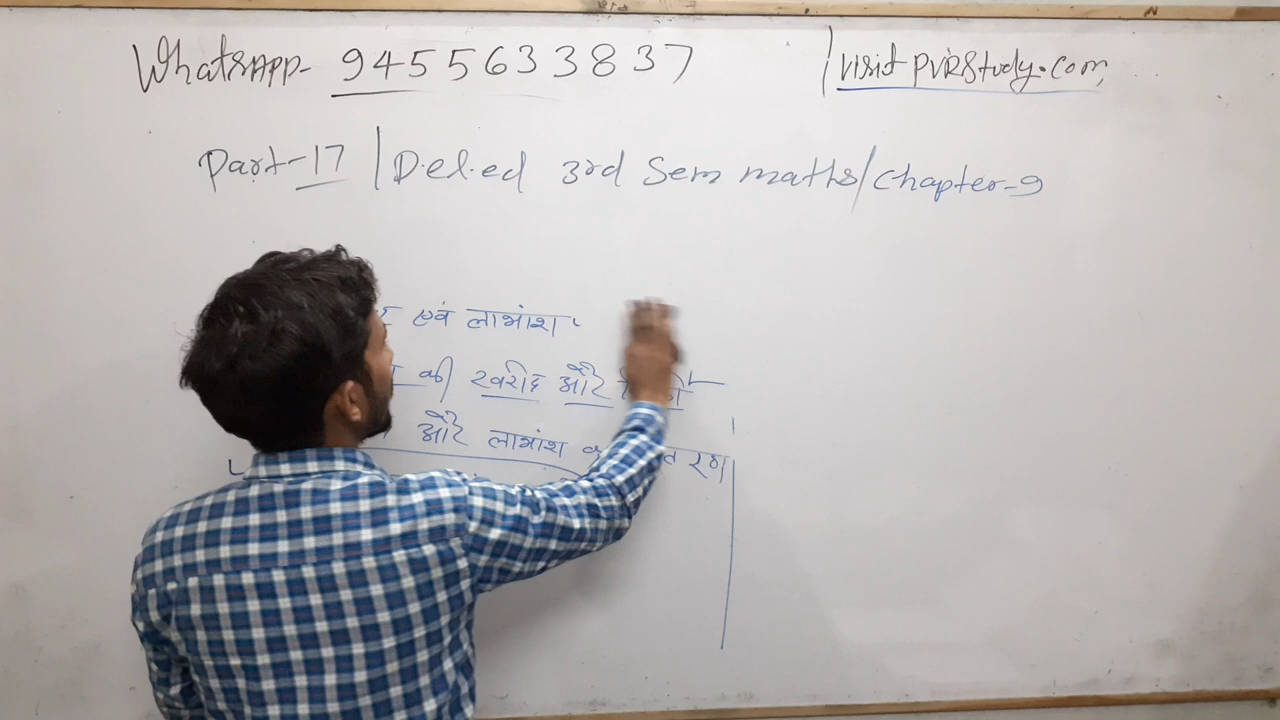 WhatsApp- 9455633837 | visit PVRStudy.com
Part-17 | D.el.ed 3rd Sem maths/chapter-9
एवं लाभांश
की खरीद और
और लाभांश